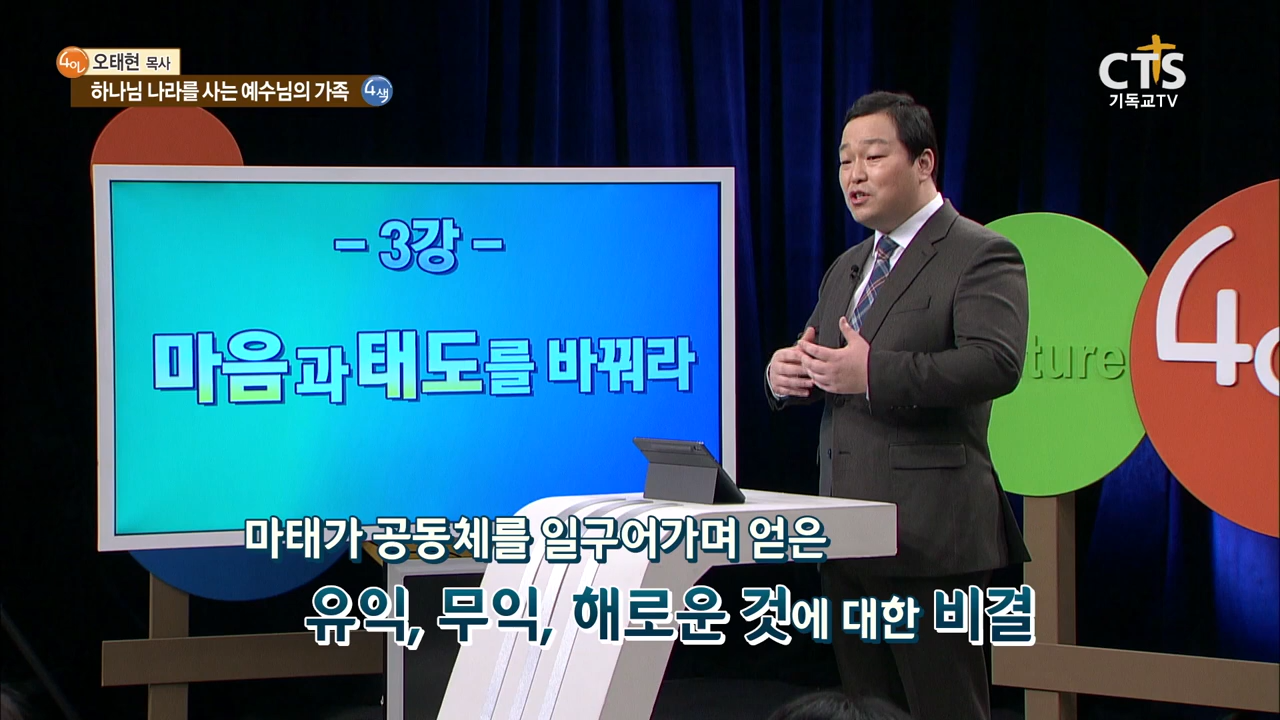 4인 오태현 목사
하나님 나라를 사는 예수님의 가족 4색
CTS
기독교TV
- 3강 -
마음과 태도를 바꿔라
ture
4
마태가 공동체를 일구어가며 얻은
유익, 무익, 해로운 것에 대한 비결